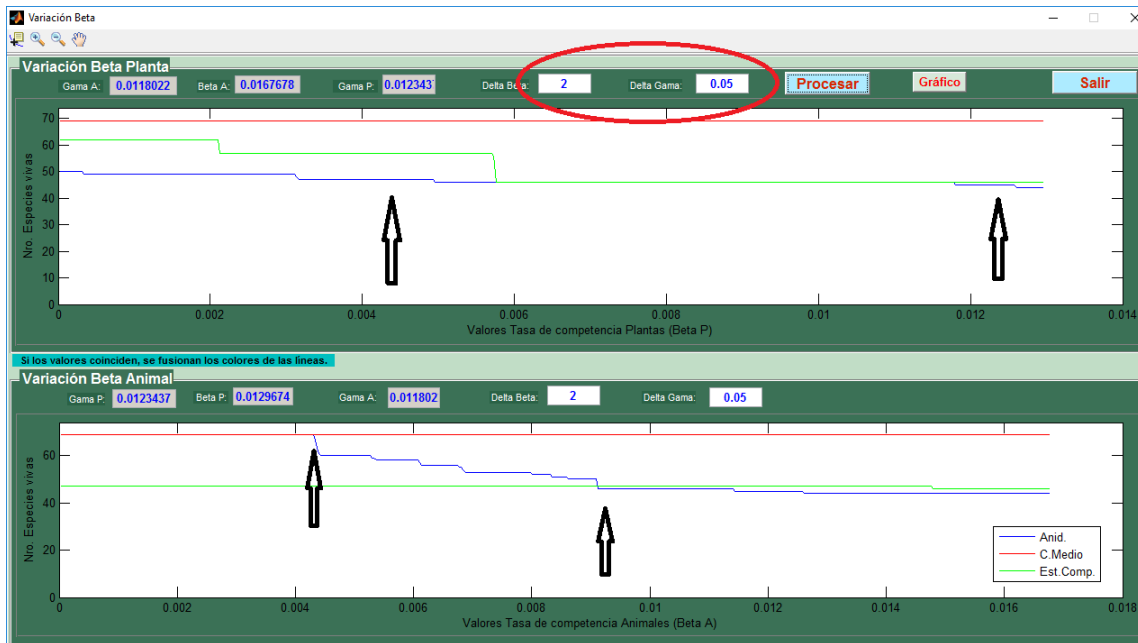 Variación Beta
Variación Beta Planta
Gama A: 0.0118022 Beta A: 0.0167678 Gama P: 0.012343 Delta Beta: 2 Delta Gama: 0.05 Procesar Gráfico Salir
70
60
50
40
30
20
10
0
Nro. Especies vivas
0 0.002 0.004 0.006 0.008 0.01 0.012 0.014
Valores Tasa de competencia Plantas (Beta P)
Si los valores coinciden, se fusionan los colores de las líneas.
Variación Beta Animal
Gama P: 0.0123437 Beta P: 0.0129674 Gama A: 0.011802 Delta Beta: 2 Delta Gama: 0.05
60
40
20
0
Nro. Especies vivas
Anid.
C.Medio
Est.Comp.
0 0.002 0.004 0.006 0.008 0.01 0.012 0.014 0.016 0.018
Valores Tasa de competencia Animales (Beta A)